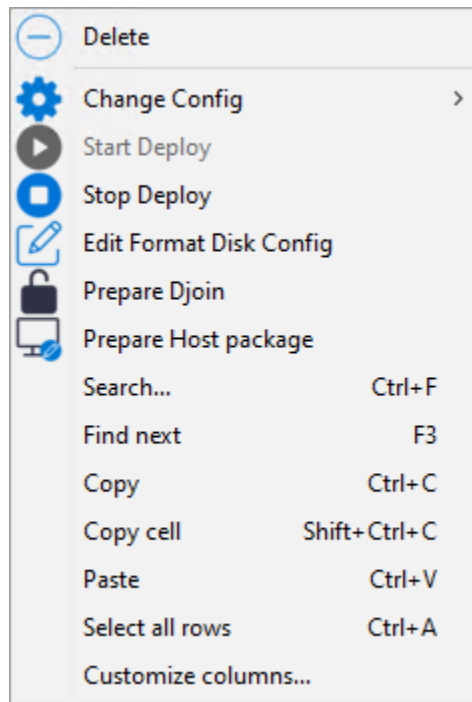 Delete
Change Config
Start Deploy
Stop Deploy
Edit Format Disk Config
Prepare Djoin
Prepare Host package
Search... Ctrl+F
Find next F3
Copy Ctrl+C
Copy cell Shift+Ctrl+C
Paste Ctrl+V
Select all rows Ctrl+A
Customize columns...